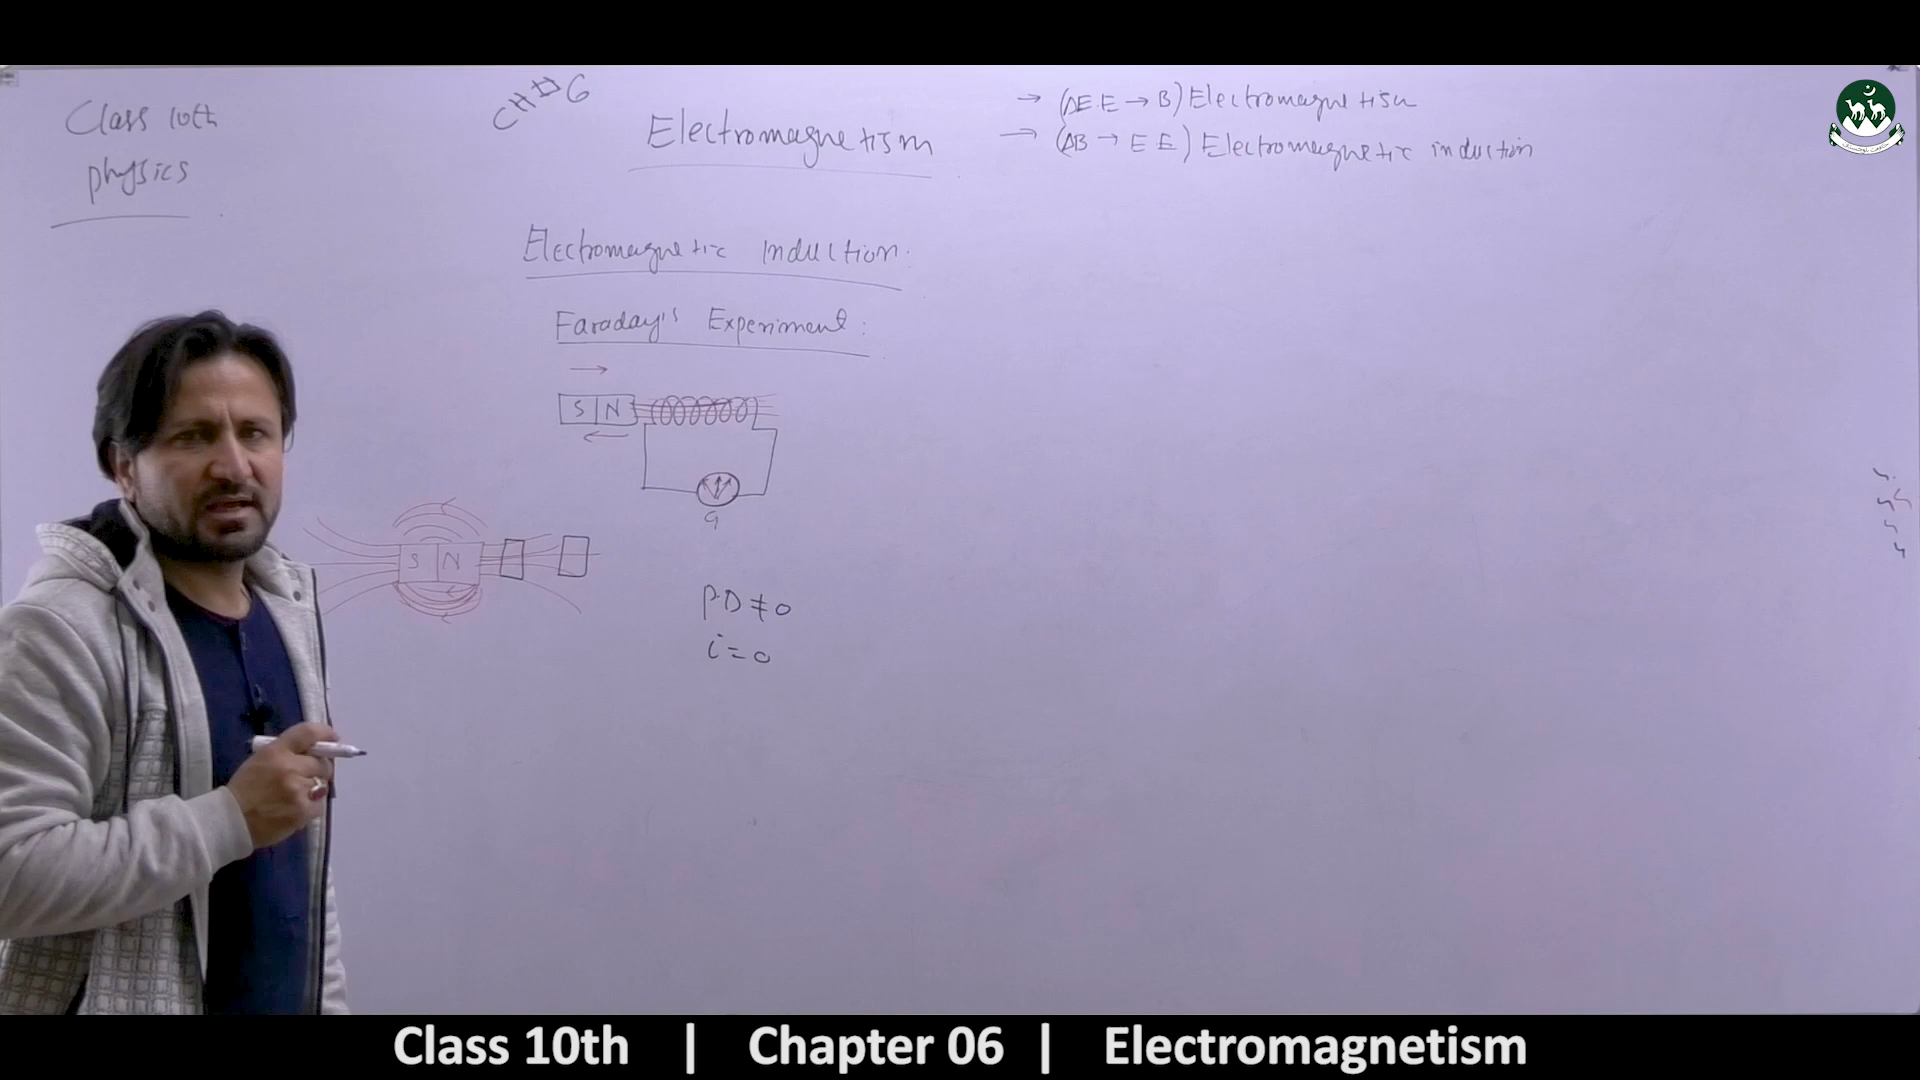 Class 10th
physics
CH# 6
Electromagnetism
→ (ΔE.E → B) Electromagnetism
→ (ΔB → E E) Electromagnetic induction
Electromagnetic induction.
Faraday's Experiment:
S N
G
S N
P.D ≠ 0
i = 0
Class 10th | Chapter 06 | Electromagnetism